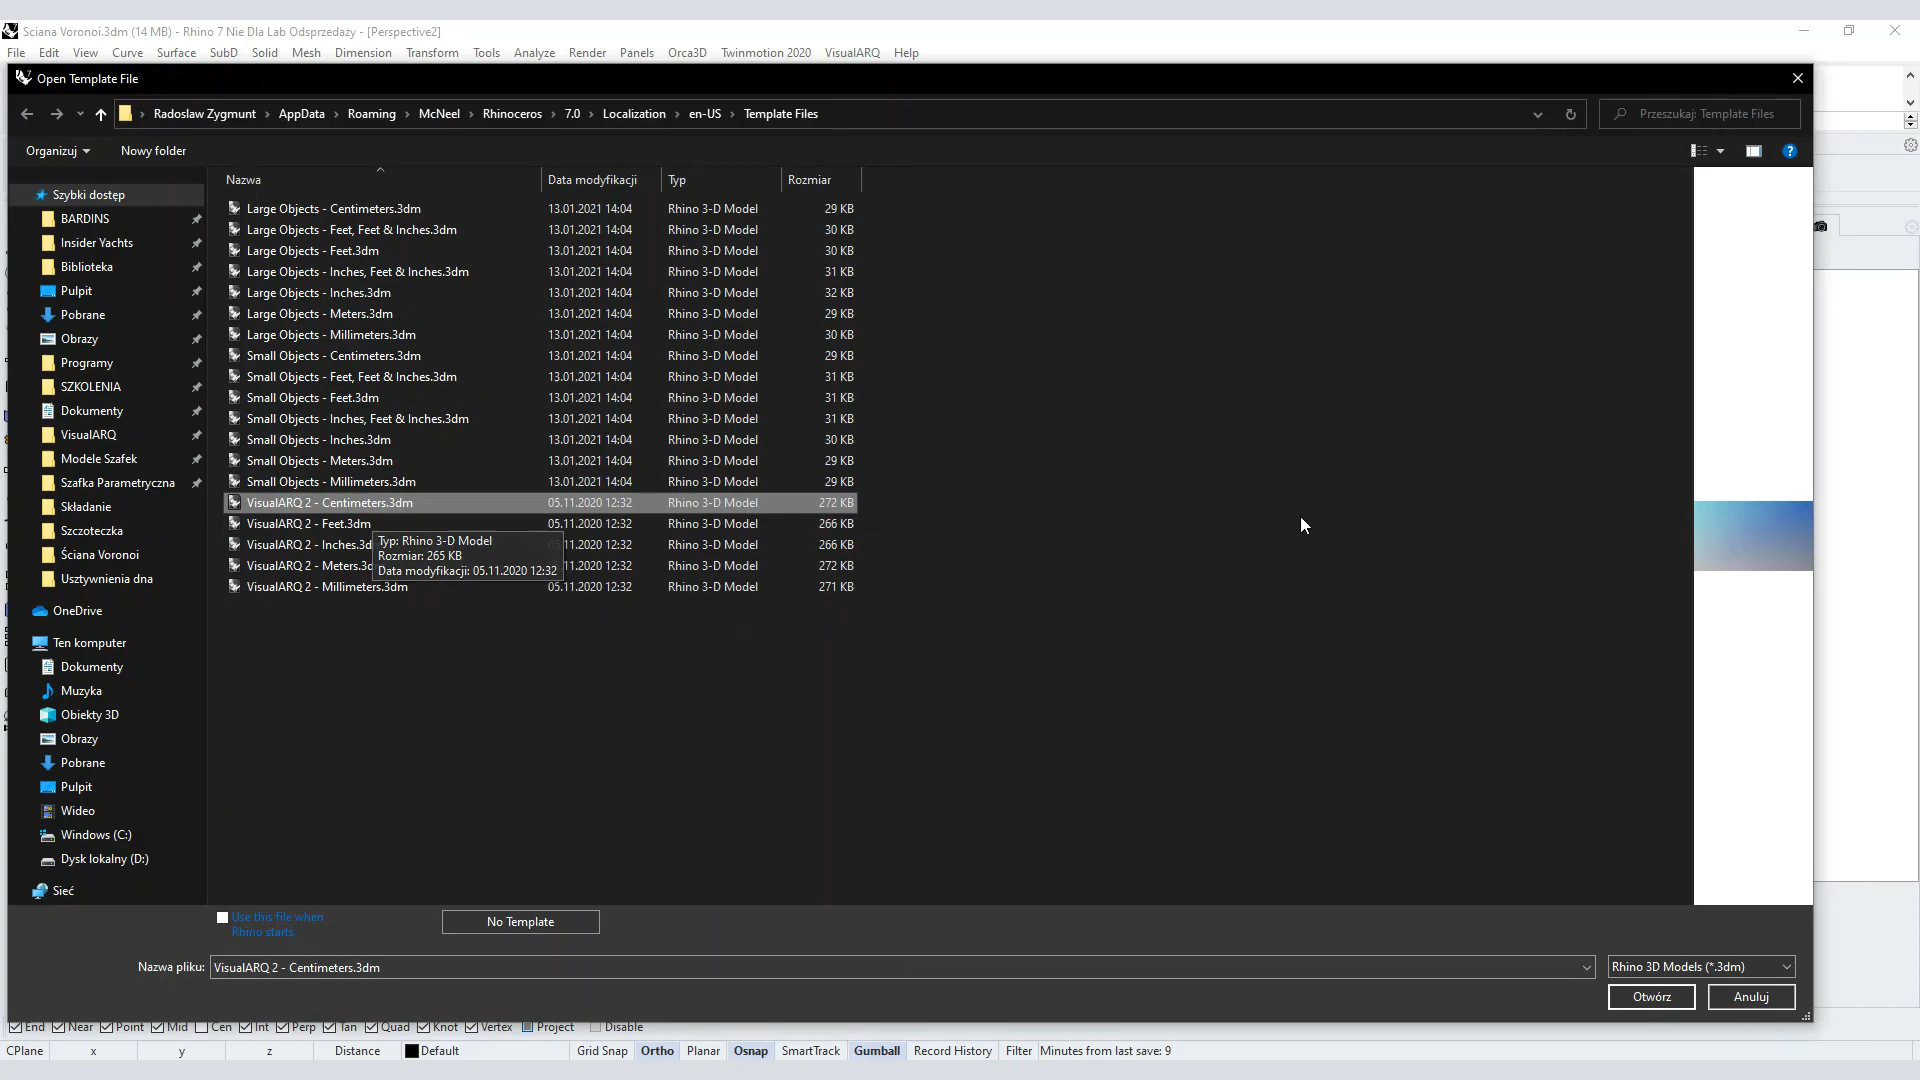 Sciana Voronoi.3dm (14 MB) - Rhino 7 Nie Dla Lab Odsprzedaży - [Perspective2]
File Edit View Curve Surface SubD Solid Mesh Dimension Transform Tools Analyze Render Panels Orca3D Twinmotion 2020 VisualARQ Help
Open Template File
Radoslaw Zygmunt › AppData › Roaming › McNeel › Rhinoceros › 7.0 › Localization › en-US › Template Files
Przeszukaj: Template Files
Organizuj Nowy folder
Nazwa Data modyfikacji Typ Rozmiar
Szybki dostęp
BARDINS
Insider Yachts
Biblioteka
Pulpit
Pobrane
Obrazy
Programy
SZKOLENIA
Dokumenty
VisualARQ
Modele Szafek
Szafka Parametryczna
Składanie
Szczoteczka
Ściana Voronoi
Usztywnienia dna
OneDrive
Ten komputer
Dokumenty
Muzyka
Obiekty 3D
Obrazy
Pobrane
Pulpit
Wideo
Windows (C:)
Dysk lokalny (D:)
Sieć
Large Objects - Centimeters.3dm 13.01.2021 14:04 Rhino 3-D Model 29 KB
Large Objects - Feet, Feet & Inches.3dm 13.01.2021 14:04 Rhino 3-D Model 30 KB
Large Objects - Feet.3dm 13.01.2021 14:04 Rhino 3-D Model 30 KB
Large Objects - Inches, Feet & Inches.3dm 13.01.2021 14:04 Rhino 3-D Model 31 KB
Large Objects - Inches.3dm 13.01.2021 14:04 Rhino 3-D Model 32 KB
Large Objects - Meters.3dm 13.01.2021 14:04 Rhino 3-D Model 29 KB
Large Objects - Millimeters.3dm 13.01.2021 14:04 Rhino 3-D Model 30 KB
Small Objects - Centimeters.3dm 13.01.2021 14:04 Rhino 3-D Model 29 KB
Small Objects - Feet, Feet & Inches.3dm 13.01.2021 14:04 Rhino 3-D Model 31 KB
Small Objects - Feet.3dm 13.01.2021 14:04 Rhino 3-D Model 31 KB
Small Objects - Inches, Feet & Inches.3dm 13.01.2021 14:04 Rhino 3-D Model 31 KB
Small Objects - Inches.3dm 13.01.2021 14:04 Rhino 3-D Model 30 KB
Small Objects - Meters.3dm 13.01.2021 14:04 Rhino 3-D Model 29 KB
Small Objects - Millimeters.3dm 13.01.2021 14:04 Rhino 3-D Model 29 KB
VisualARQ 2 - Centimeters.3dm 05.11.2020 12:32 Rhino 3-D Model 272 KB
VisualARQ 2 - Feet.3dm 05.11.2020 12:32 Rhino 3-D Model 266 KB
VisualARQ 2 - Inches.3d 11.2020 12:32 Rhino 3-D Model 266 KB
VisualARQ 2 - Meters.3d 11.2020 12:32 Rhino 3-D Model 272 KB
VisualARQ 2 - Millimeters.3dm 05.11.2020 12:32 Rhino 3-D Model 271 KB
Typ: Rhino 3-D Model
Rozmiar: 265 KB
Data modyfikacji: 05.11.2020 12:32
Use this file when
Rhino starts
No Template
Nazwa pliku: VisualARQ 2 - Centimeters.3dm
Rhino 3D Models (*.3dm)
Otwórz Anuluj
End Near Point Mid Cen Int Perp Tan Quad Knot Vertex Project Disable
CPlane x y z Distance Default Grid Snap Ortho Planar Osnap SmartTrack Gumball Record History Filter Minutes from last save: 9